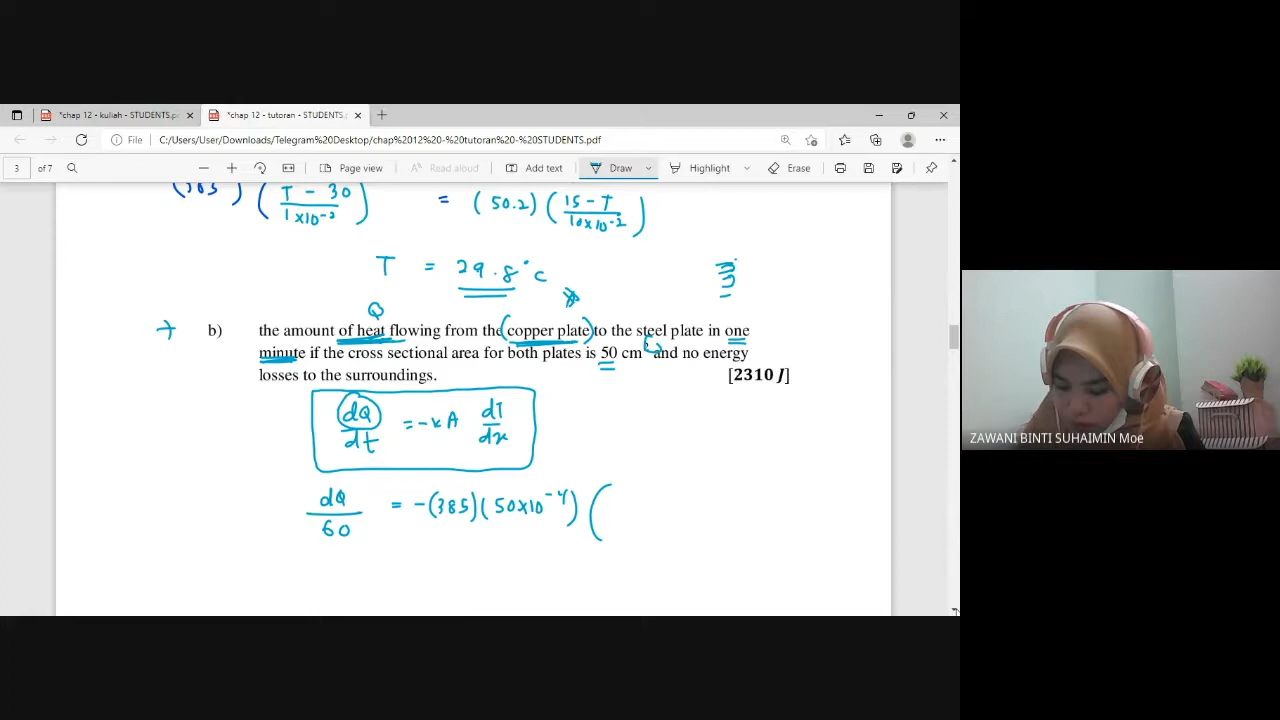 *chap 12 - kuliah - STUDENTS.p
*chap 12 - tutoran - STUDENTS.
File C:/Users/User/Downloads/Telegram%20Desktop/chap%2012%20-%20tutoran%20-%20STUDENTS.pdf
3 of 7 Page view Read aloud Add text Draw Highlight Erase
(385) (T - 30 / 1x10^-2) = (50.2) (15 - T / 10x10^-2)
T = 29.8°C
Q
b) the amount of heat flowing from the (copper plate) to the steel plate in one
minute if the cross sectional area for both plates is 50 cm² and no energy
losses to the surroundings. [2310 J]
dQ/dt = -kA dT/dx
dQ/60 = -(385)(50x10^-4)(
ZAWANI BINTI SUHAIMIN Moe